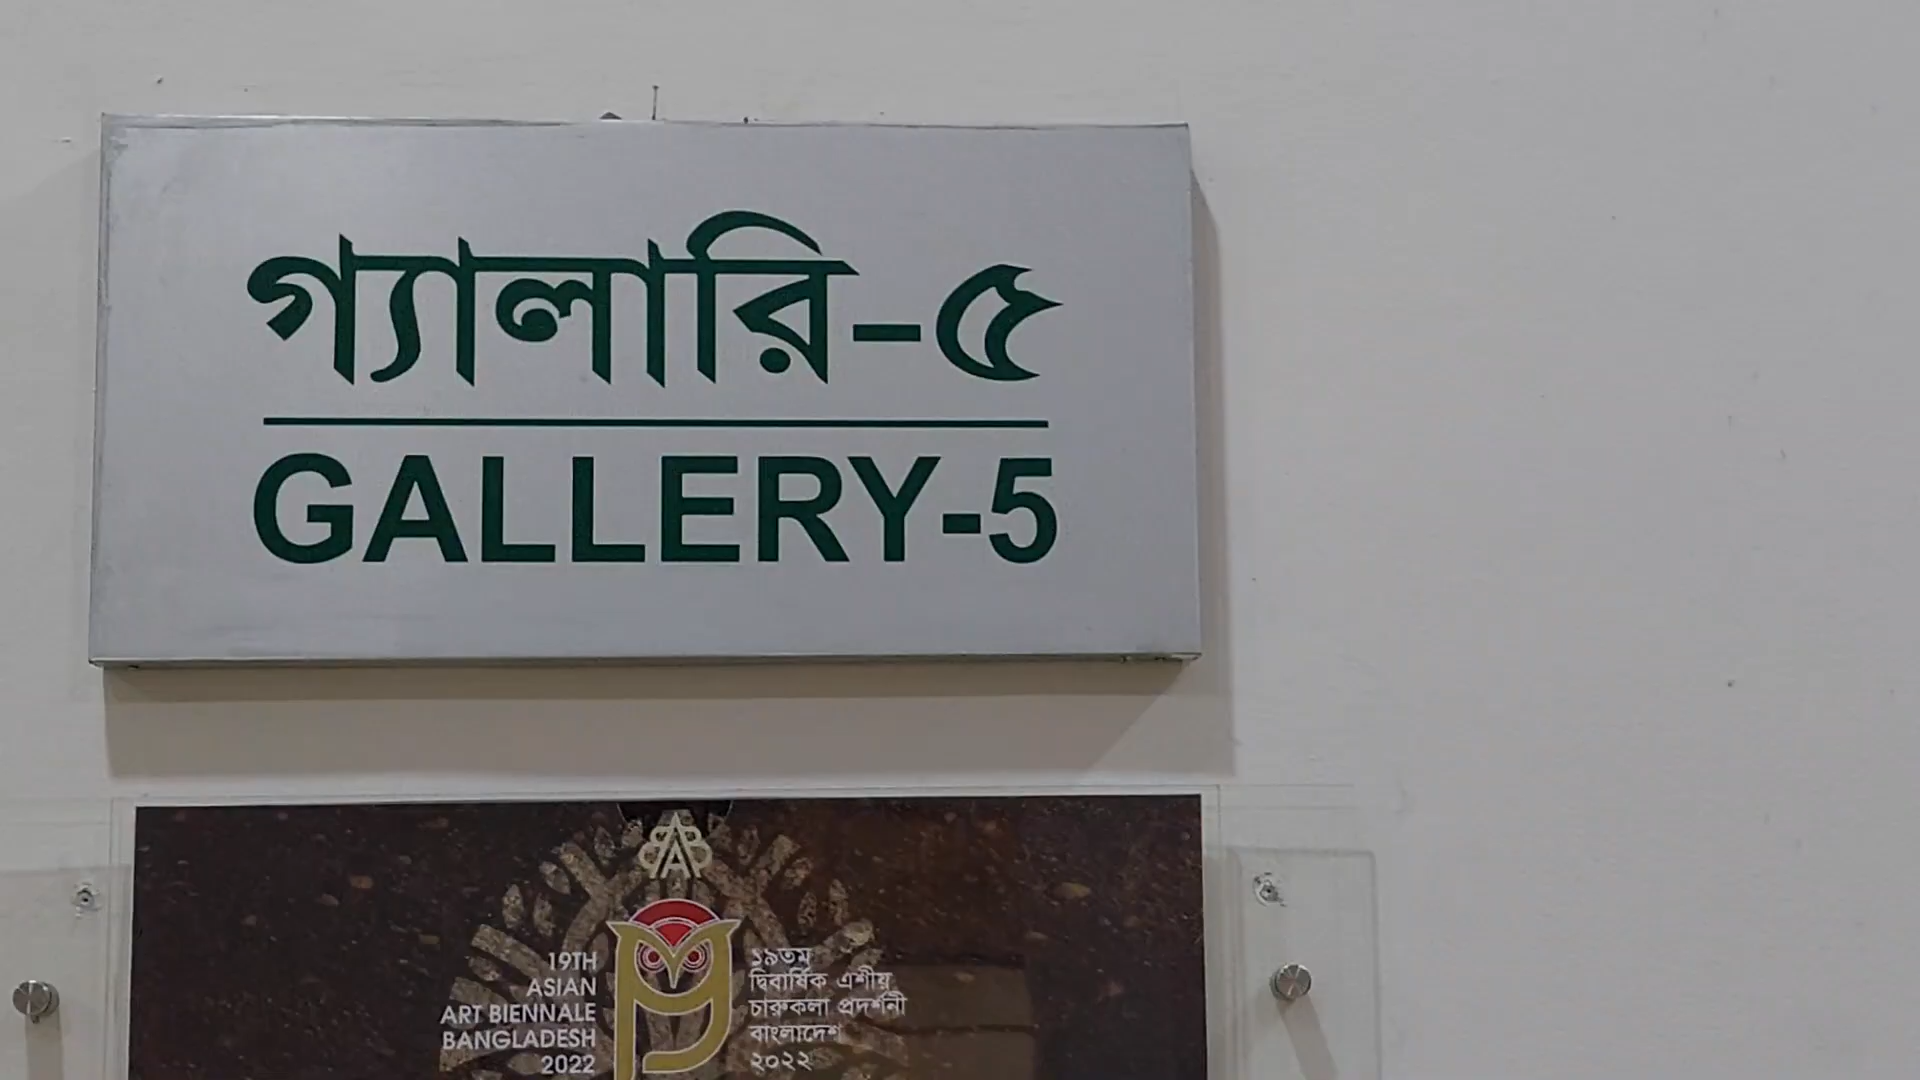 গ্যালারি-৫
GALLERY-5
19TH
ASIAN
ART BIENNALE
BANGLADESH
2022
১৯তম
দ্বিবার্ষিক এশীয়
চারুকলা প্রদর্শনী
বাংলাদেশ
২০২২